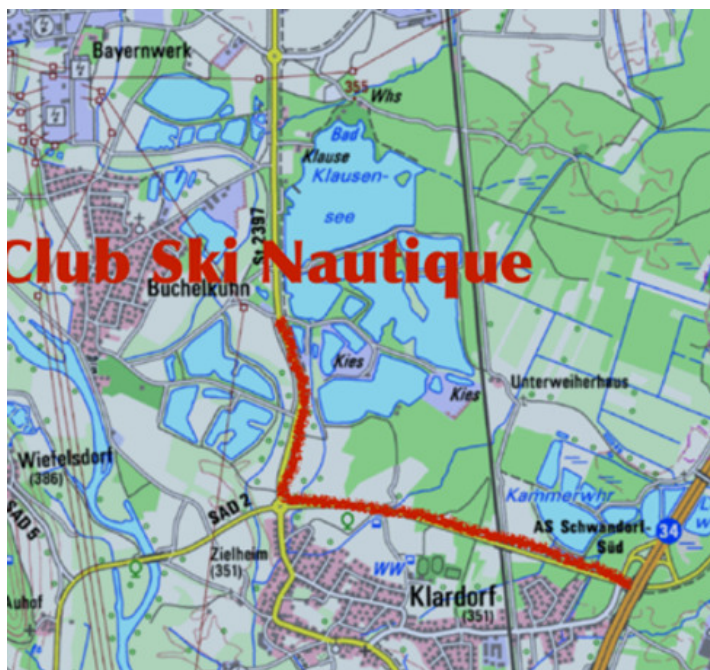 Bayernwerk
355
Whs
Bad
Klause
Klausen-
see
St 2397
Club Ski Nautique
Büchelkühn
Kies
Kies
Unterweiherhaus
Wiefelsdorf
(386)
SAD 2
Kammerwhr
AS Schwandorf-
Süd
34
SAD 5
Zielheim
(351)
WW
Klardorf
(351)
Auhof